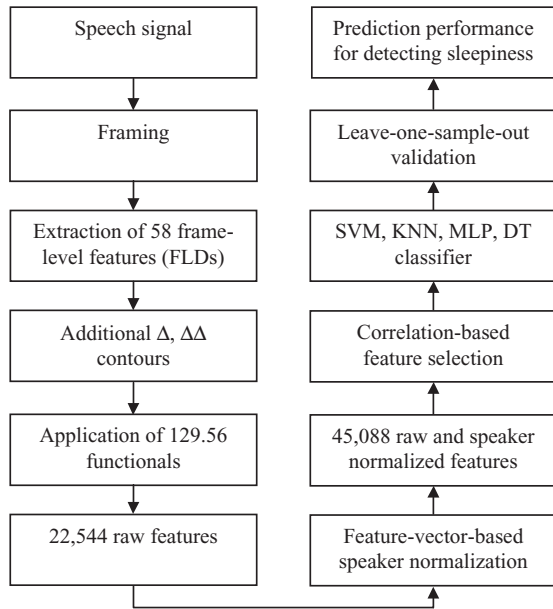 Speech signal
Framing
Extraction of 58 frame-
level features (FLDs)
Additional Δ, ΔΔ
contours
Application of 129.56
functionals
22,544 raw features
Feature-vector-based
speaker normalization
45,088 raw and speaker
normalized features
Correlation-based
feature selection
SVM, KNN, MLP, DT
classifier
Leave-one-sample-out
validation
Prediction performance
for detecting sleepiness